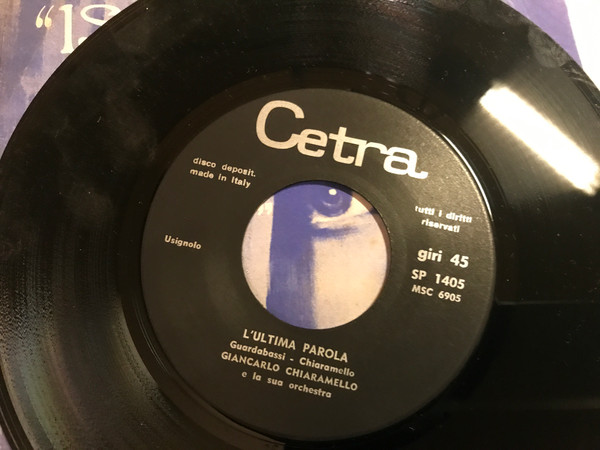 "IS
Cetra
disco deposit.
made in Italy
tutti i diritti
riservati
Usignolo
giri 45
SP 1405
MSC 6905
L'ULTIMA PAROLA
Guardabassi - Chiaramello
GIANCARLO CHIARAMELLO
e la sua orchestra